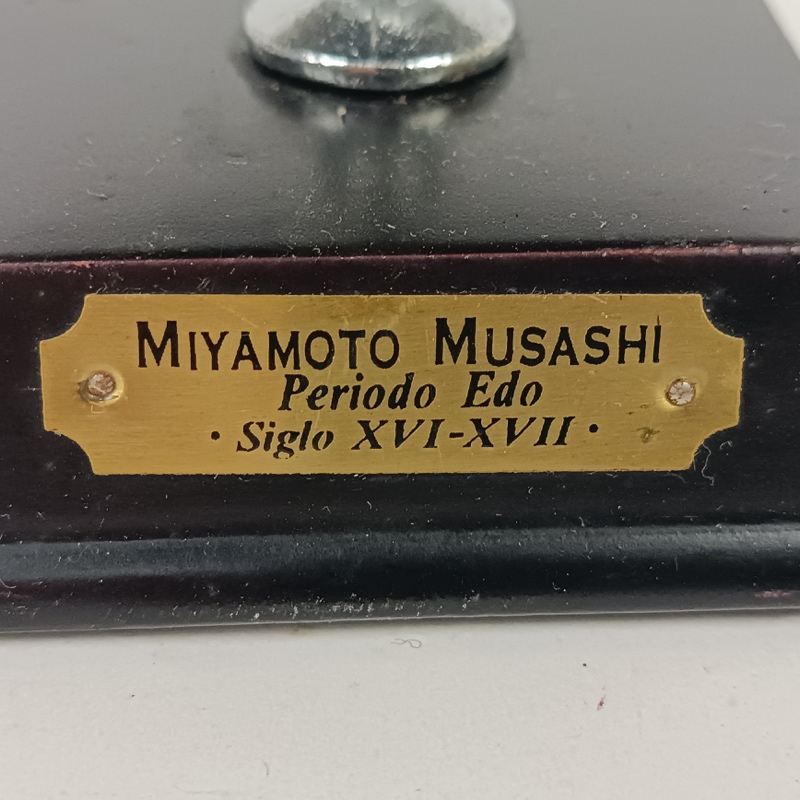 MIYAMOTO MUSASHI
Periodo Edo
· Siglo XVI-XVII ·